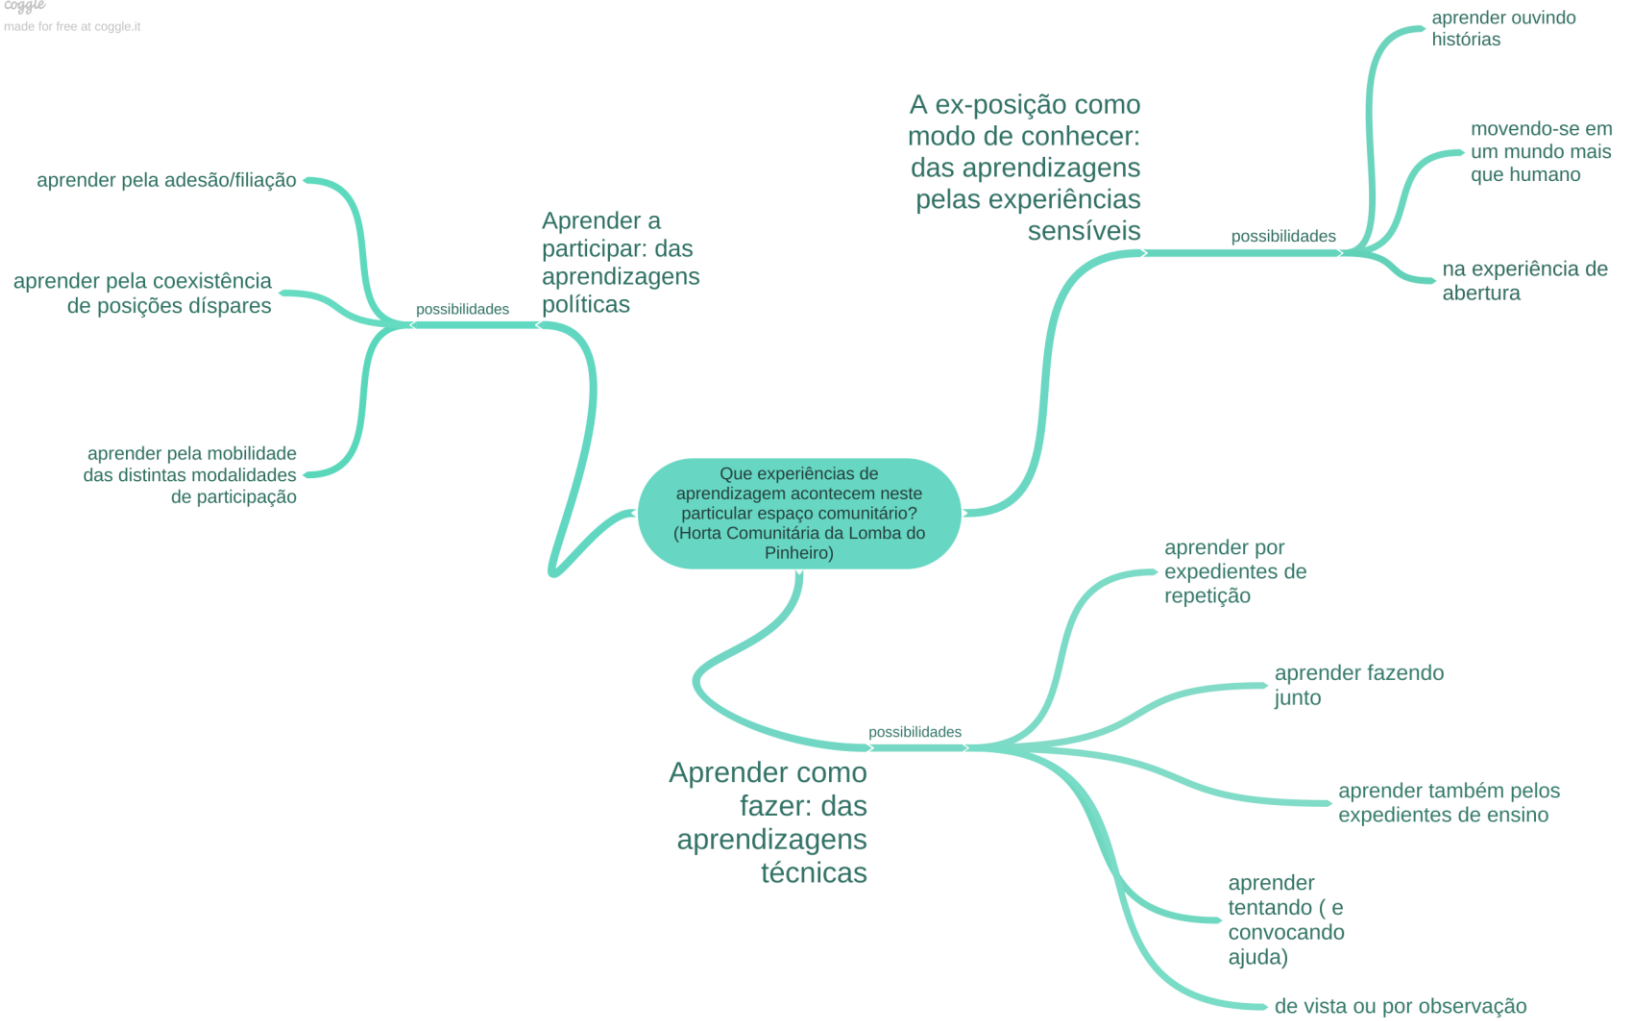 coggle
made for free at coggle.it
aprender pela adesão/filiação
aprender pela coexistência
de posições díspares
aprender pela mobilidade
das distintas modalidades
de participação
possibilidades
Aprender a
participar: das
aprendizagens
políticas
A ex-posição como
modo de conhecer:
das aprendizagens
pelas experiências
sensíveis
possibilidades
aprender ouvindo
histórias
movendo-se em
um mundo mais
que humano
na experiência de
abertura
Que experiências de
aprendizagem acontecem neste
particular espaço comunitário?
(Horta Comunitária da Lomba do
Pinheiro)
Aprender como
fazer: das
aprendizagens
técnicas
possibilidades
aprender por
expedientes de
repetição
aprender fazendo
junto
aprender também pelos
expedientes de ensino
aprender
tentando ( e
convocando
ajuda)
de vista ou por observação